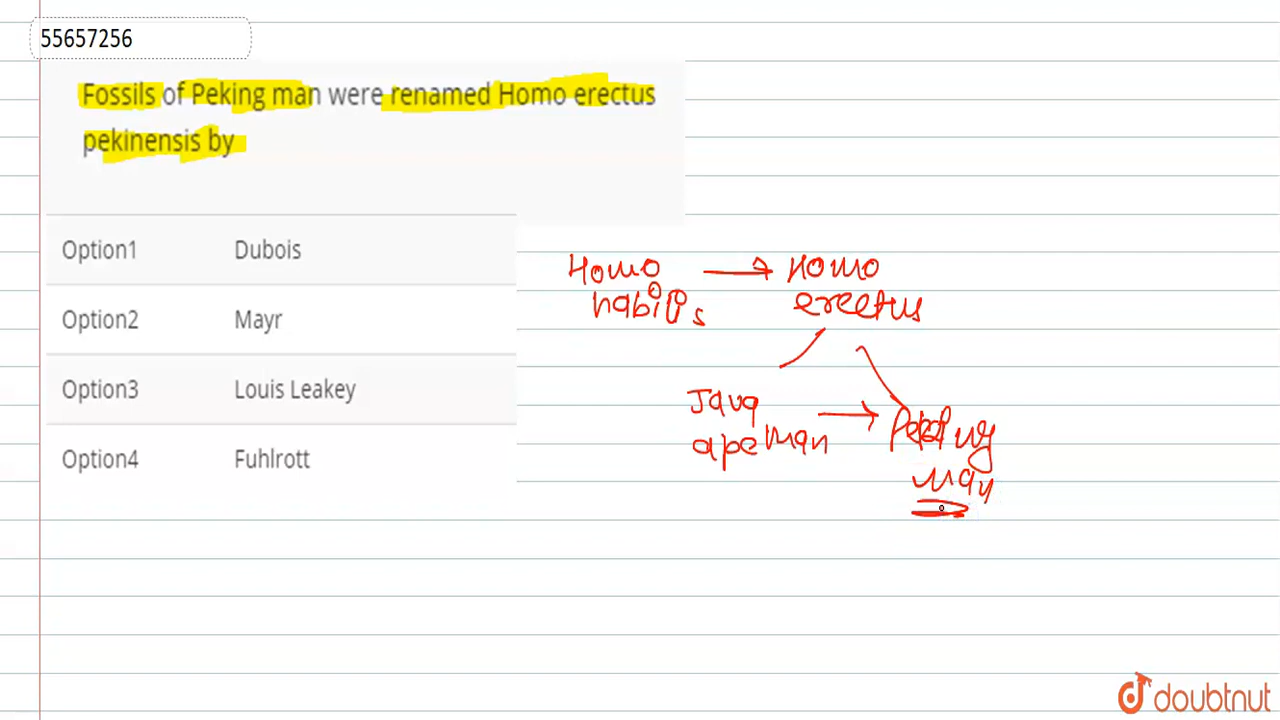 55657256
Fossils of Peking man were renamed Homo erectus
pekinensis by
Option1 Dubois
Option2 Mayr
Option3 Louis Leakey
Option4 Fuhlrott
Homo → Homo
habilis erectus
Java → Peking
apeman man
doubtnut